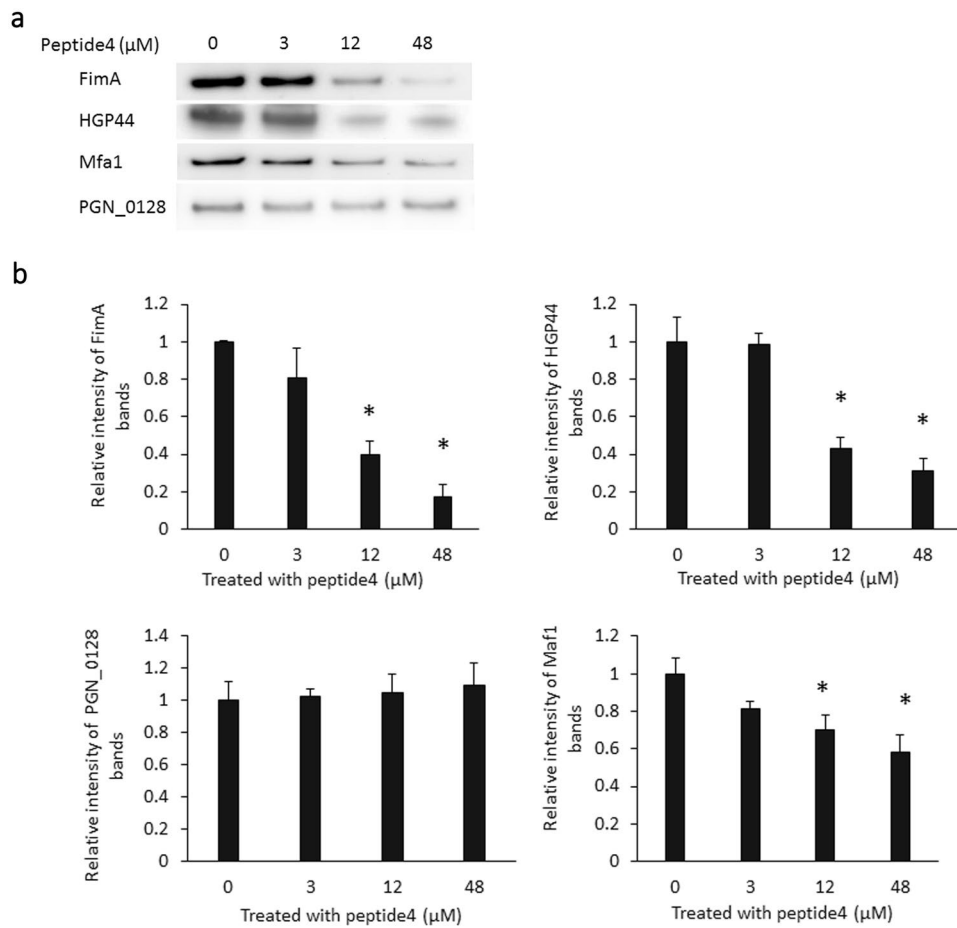 a
Peptide4 (μM) 0 3 12 48
FimA
HGP44
Mfa1
PGN_0128
b
Relative intensity of FimA
bands
1.2
1
0.8
0.6
0.4
0.2
0
* *
0 3 12 48
Treated with peptide4 (μM)
Relative intensity of HGP44
bands
1.2
1
0.8
0.6
0.4
0.2
0
* *
0 3 12 48
Treated with peptide4 (μM)
Relative intensity of PGN_0128
bands
1.4
1.2
1
0.8
0.6
0.4
0.2
0
0 3 12 48
Treated with peptide4 (μM)
Relative intensity of Maf1
bands
1.2
1
0.8
0.6
0.4
0.2
0
* *
0 3 12 48
Treated with peptide4 (μM)